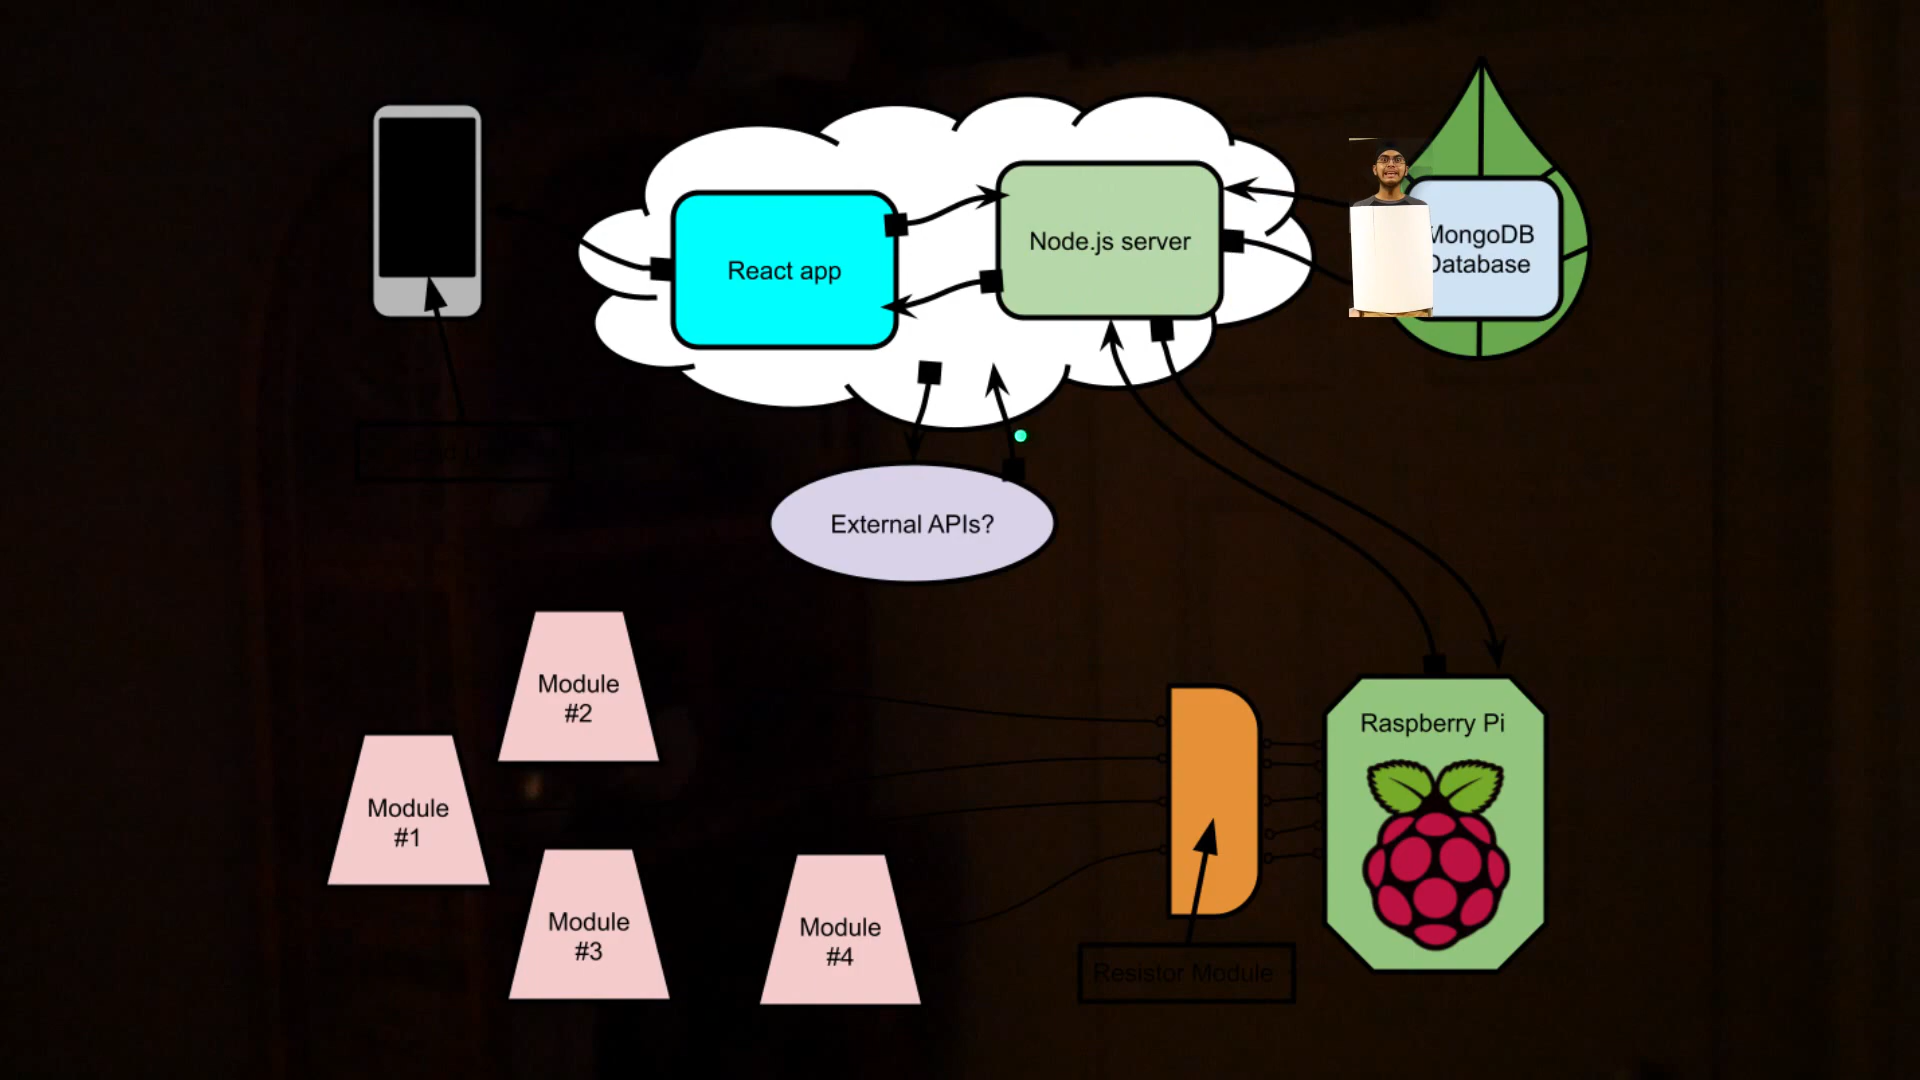 React app
Node.js server
MongoDB
Database
External APIs?
Module
#2
Module
#1
Module
#3
Module
#4
Raspberry Pi
Resistor Module